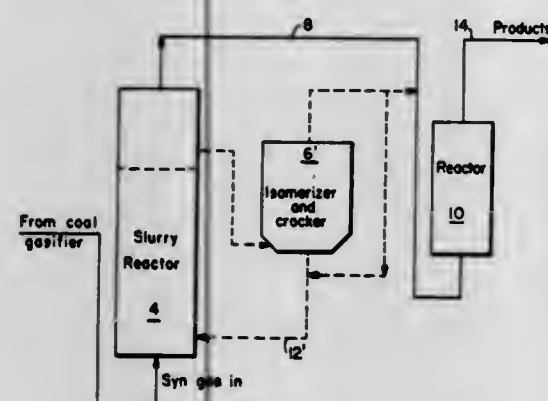 8
14
Products
6'
Isomerizer
and
cracker
Reactor
10
From coal
gasifier
Slurry
Reactor
4
12'
Syn gas in